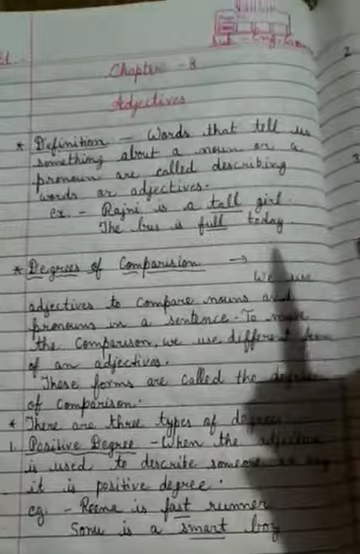 Sub - English
Chapter - 8
Adjectives
* Definition - Words that tell us
something about a noun or a
pronoun are called describing
words or adjectives.
ex. - Rajni is a tall girl.
The bus is full today
* Degrees of Comparision →
We use
adjectives to compare nouns and
pronouns in a sentence. To
the comparison, we use different
of an adjectives.
These forms are called the
of comparison.
* There are three types of degrees.
1. Positive Degree - When the
is used to describe
it is positive degree.
eg. - Reena is fast runner
Sonu is a smart boy